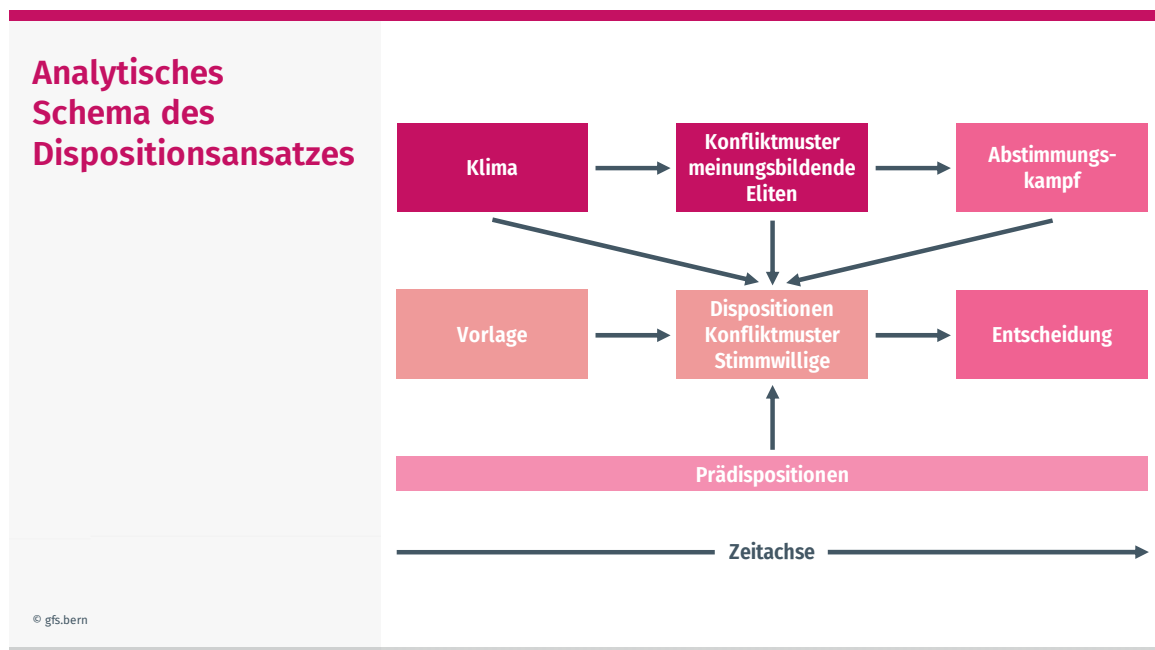 Analytisches
Schema des
Dispositionsansatzes
Klima
Konfliktmuster
meinungsbildende
Eliten
Abstimmungs-
kampf
Vorlage
Dispositionen
Konfliktmuster
Stimmwillige
Entscheidung
Prädispositionen
Zeitachse
© gfs.bern